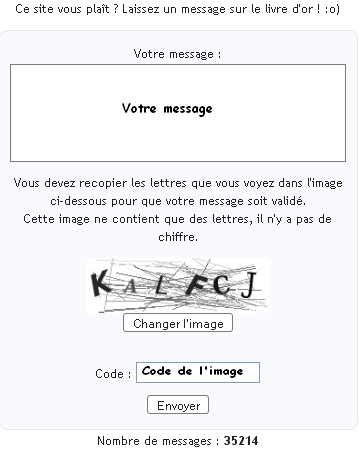 Ce site vous plaît ? Laissez un message sur le livre d'or ! :o)
Votre message :
Votre message
Vous devez recopier les lettres que vous voyez dans l'image
ci-dessous pour que votre message soit validé.
Cette image ne contient que des lettres, il n'y a pas de
chiffre.
KALFCJ
Changer l'image
Code : Code de l'image
Envoyer
Nombre de messages : 35214